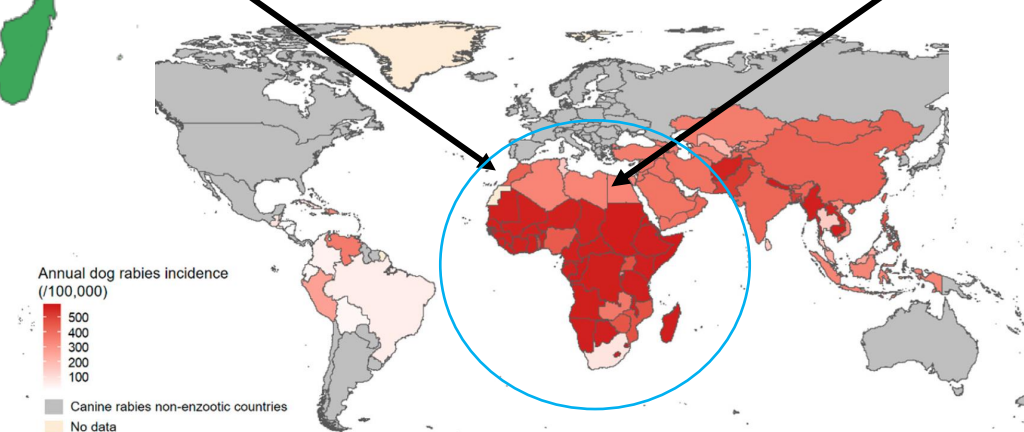 Annual dog rabies incidence
(/100,000)
500
400
300
200
100
Canine rabies non-enzootic countries
No data